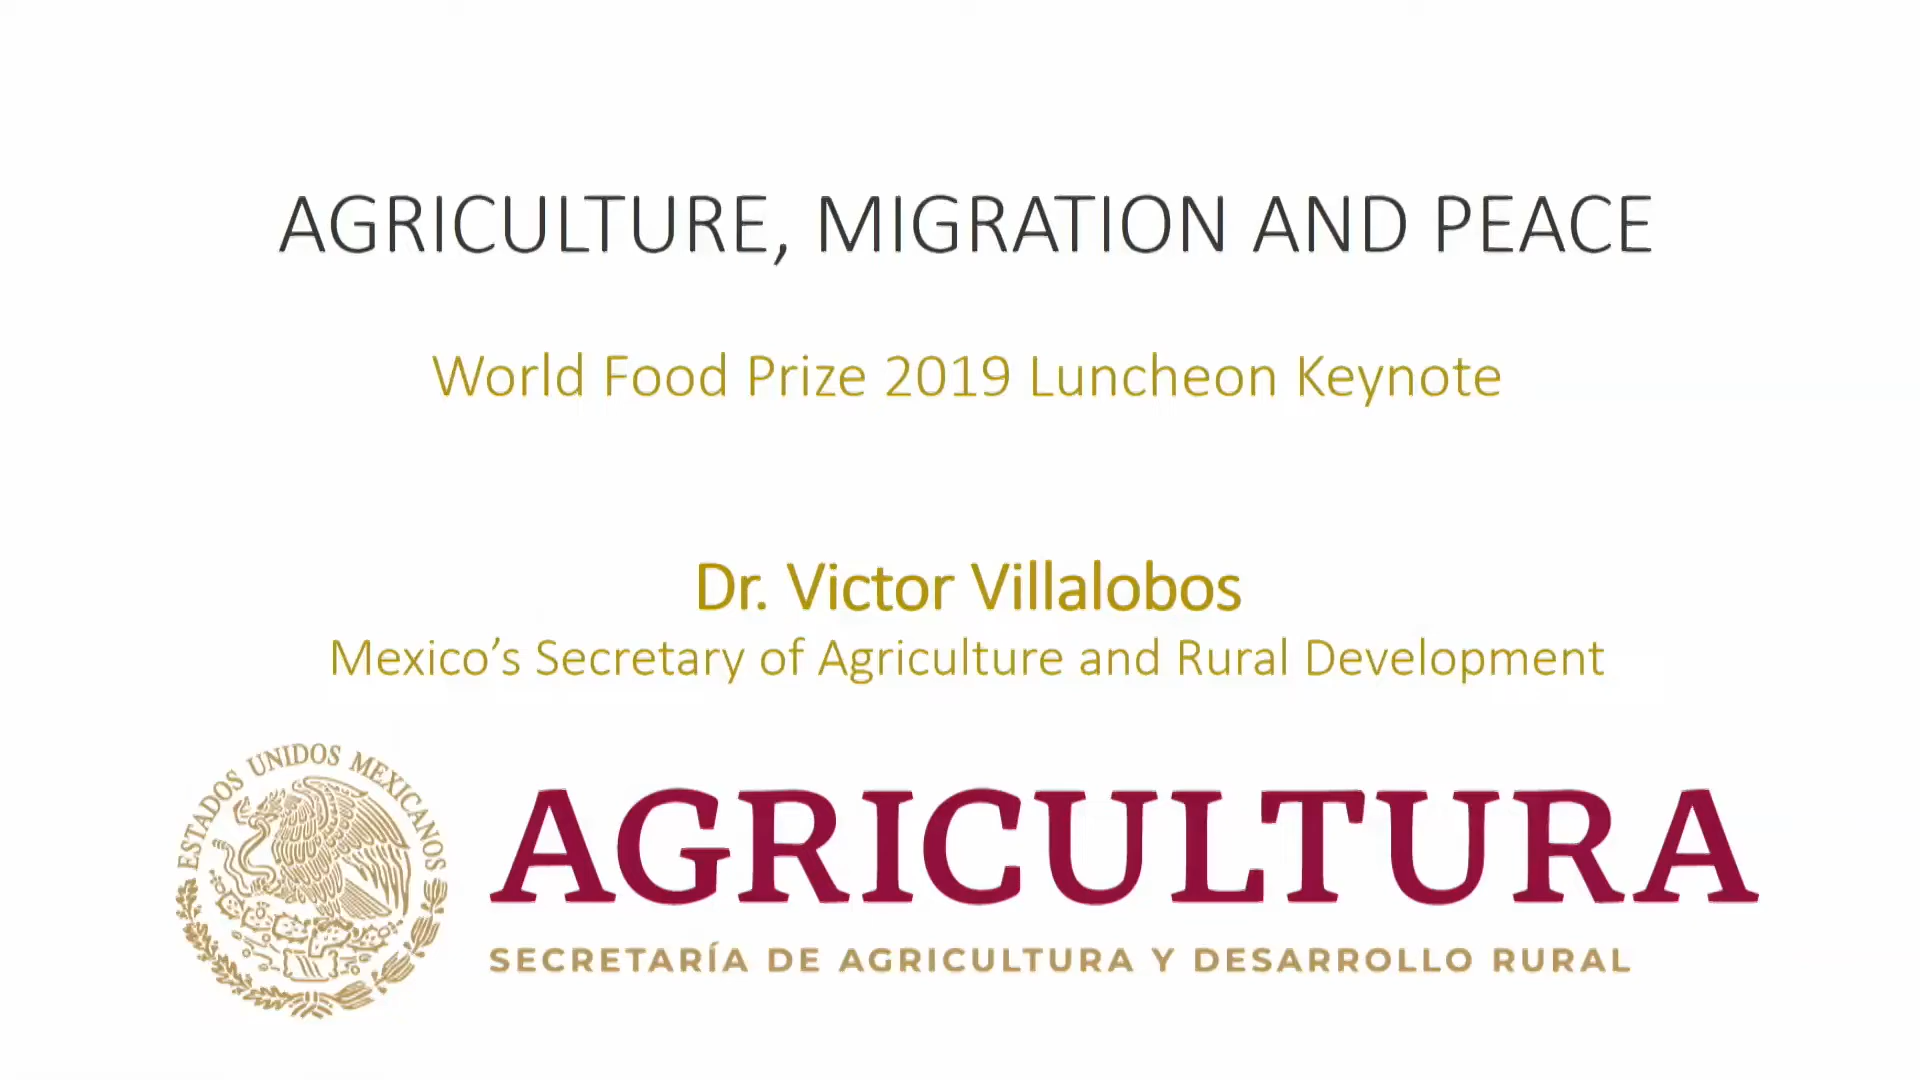 AGRICULTURE, MIGRATION AND PEACE
World Food Prize 2019 Luncheon Keynote
Dr. Victor Villalobos
Mexico’s Secretary of Agriculture and Rural Development
ESTADOS UNIDOS MEXICANOS
AGRICULTURA
SECRETARÍA DE AGRICULTURA Y DESARROLLO RURAL